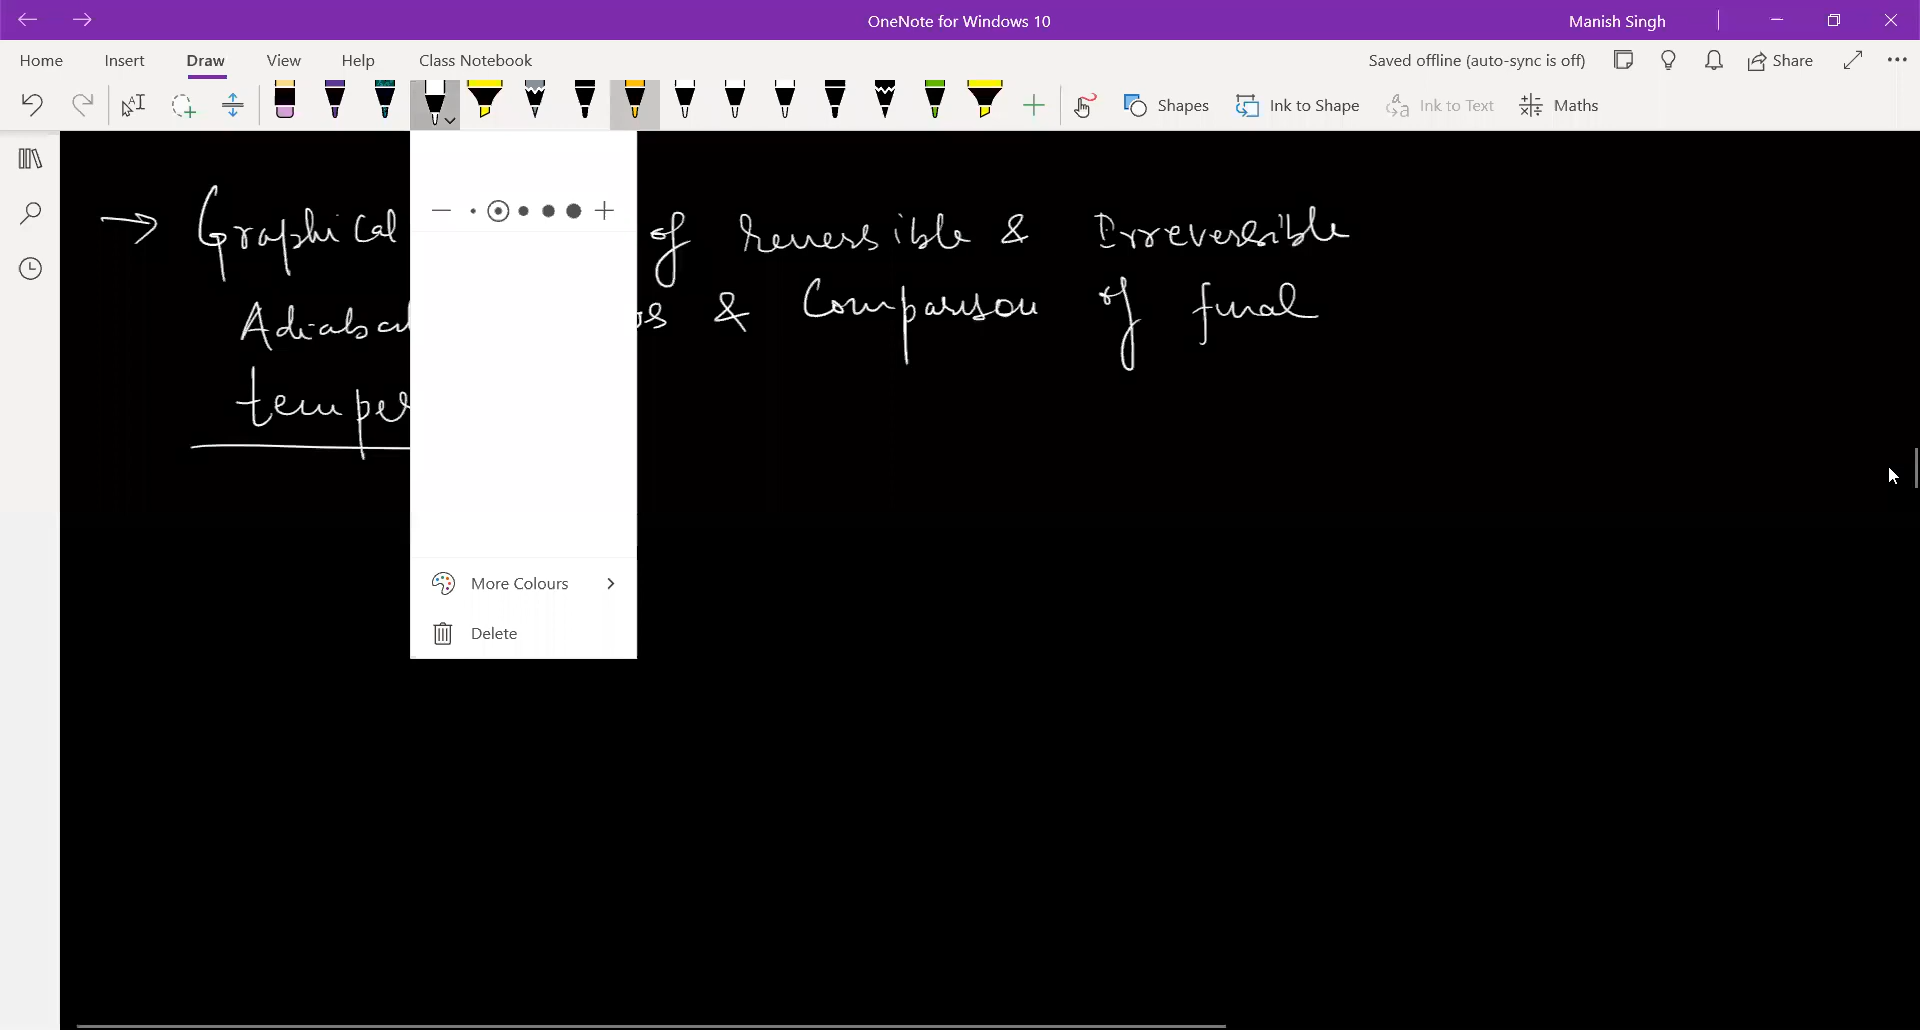 OneNote for Windows 10
Manish Singh
Home Insert Draw View Help Class Notebook
Saved offline (auto-sync is off) Share
Shapes Ink to Shape Ink to Text Maths
→ Graphical of Reversible & Irreversible
Adiaba & Comparison of final
temper
More Colours
Delete